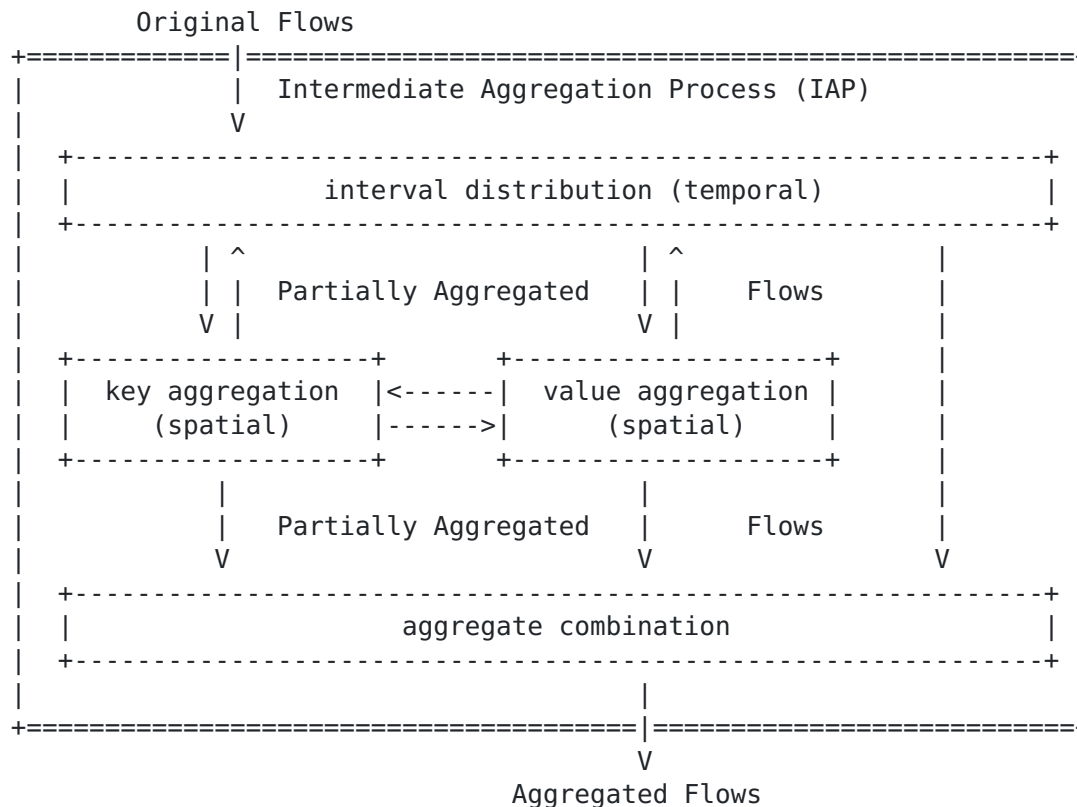 Original Flows
Intermediate Aggregation Process (IAP)
interval distribution (temporal)
Partially Aggregated Flows
key aggregation value aggregation
(spatial) (spatial)
Partially Aggregated Flows
aggregate combination
Aggregated Flows